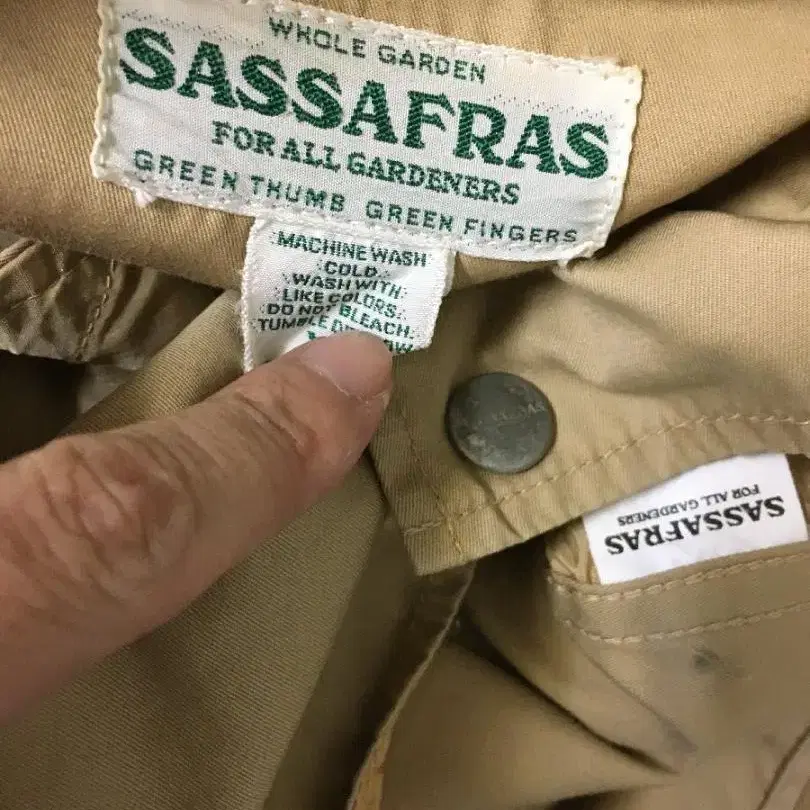 WHOLE GARDEN
SASSAFRAS
FOR ALL GARDENERS
GREEN THUMB GREEN FINGERS
MACHINE WASH
COLD.
WASH WITH
LIKE COLORS.
DO NOT BLEACH.
TUMBLE
SASSAFRAS
FOR ALL GARDENERS